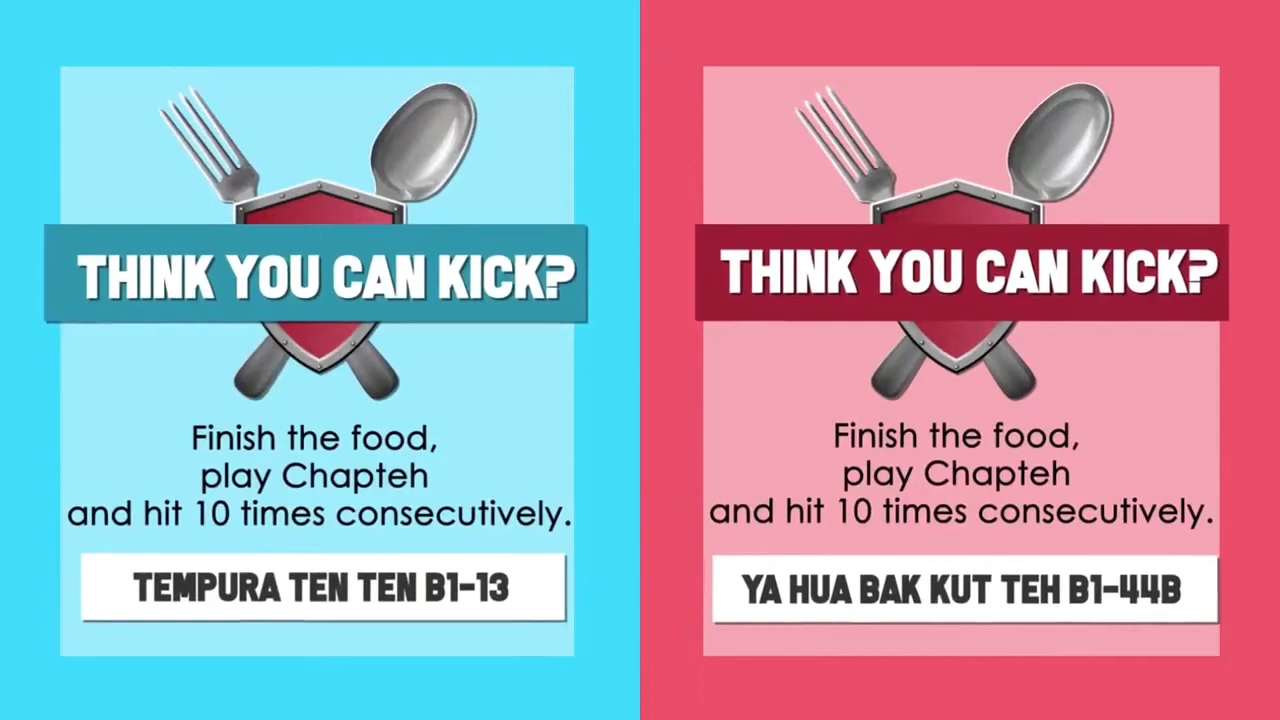 THINK YOU CAN KICK?
Finish the food,
play Chapteh
and hit 10 times consecutively.
TEMPURA TEN TEN B1-13
THINK YOU CAN KICK?
Finish the food,
play Chapteh
and hit 10 times consecutively.
YA HUA BAK KUT TEH B1-44B